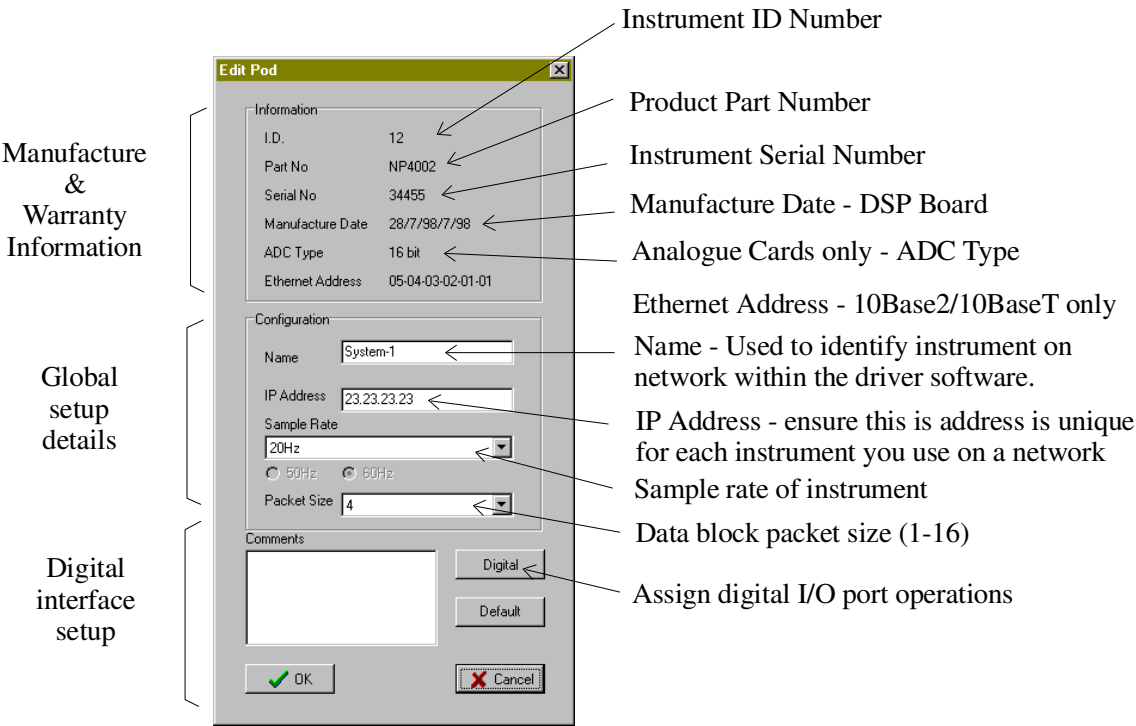 Instrument ID Number
Edit Pod
Information
I.D. 12
Part No NP4002
Serial No 34455
Manufacture Date 28/7/98/7/98
ADC Type 16 bit
Ethernet Address 05-04-03-02-01-01
Configuration
Name System-1
IP Address 23.23.23.23
Sample Rate
20Hz
50Hz 60Hz
Packet Size 4
Comments
Digital
Default
OK Cancel
Manufacture
&
Warranty
Information
Global
setup
details
Digital
interface
setup
Product Part Number
Instrument Serial Number
Manufacture Date - DSP Board
Analogue Cards only - ADC Type
Ethernet Address - 10Base2/10BaseT only
Name - Used to identify instrument on
network within the driver software.
IP Address - ensure this is address is unique
for each instrument you use on a network
Sample rate of instrument
Data block packet size (1-16)
Assign digital I/O port operations